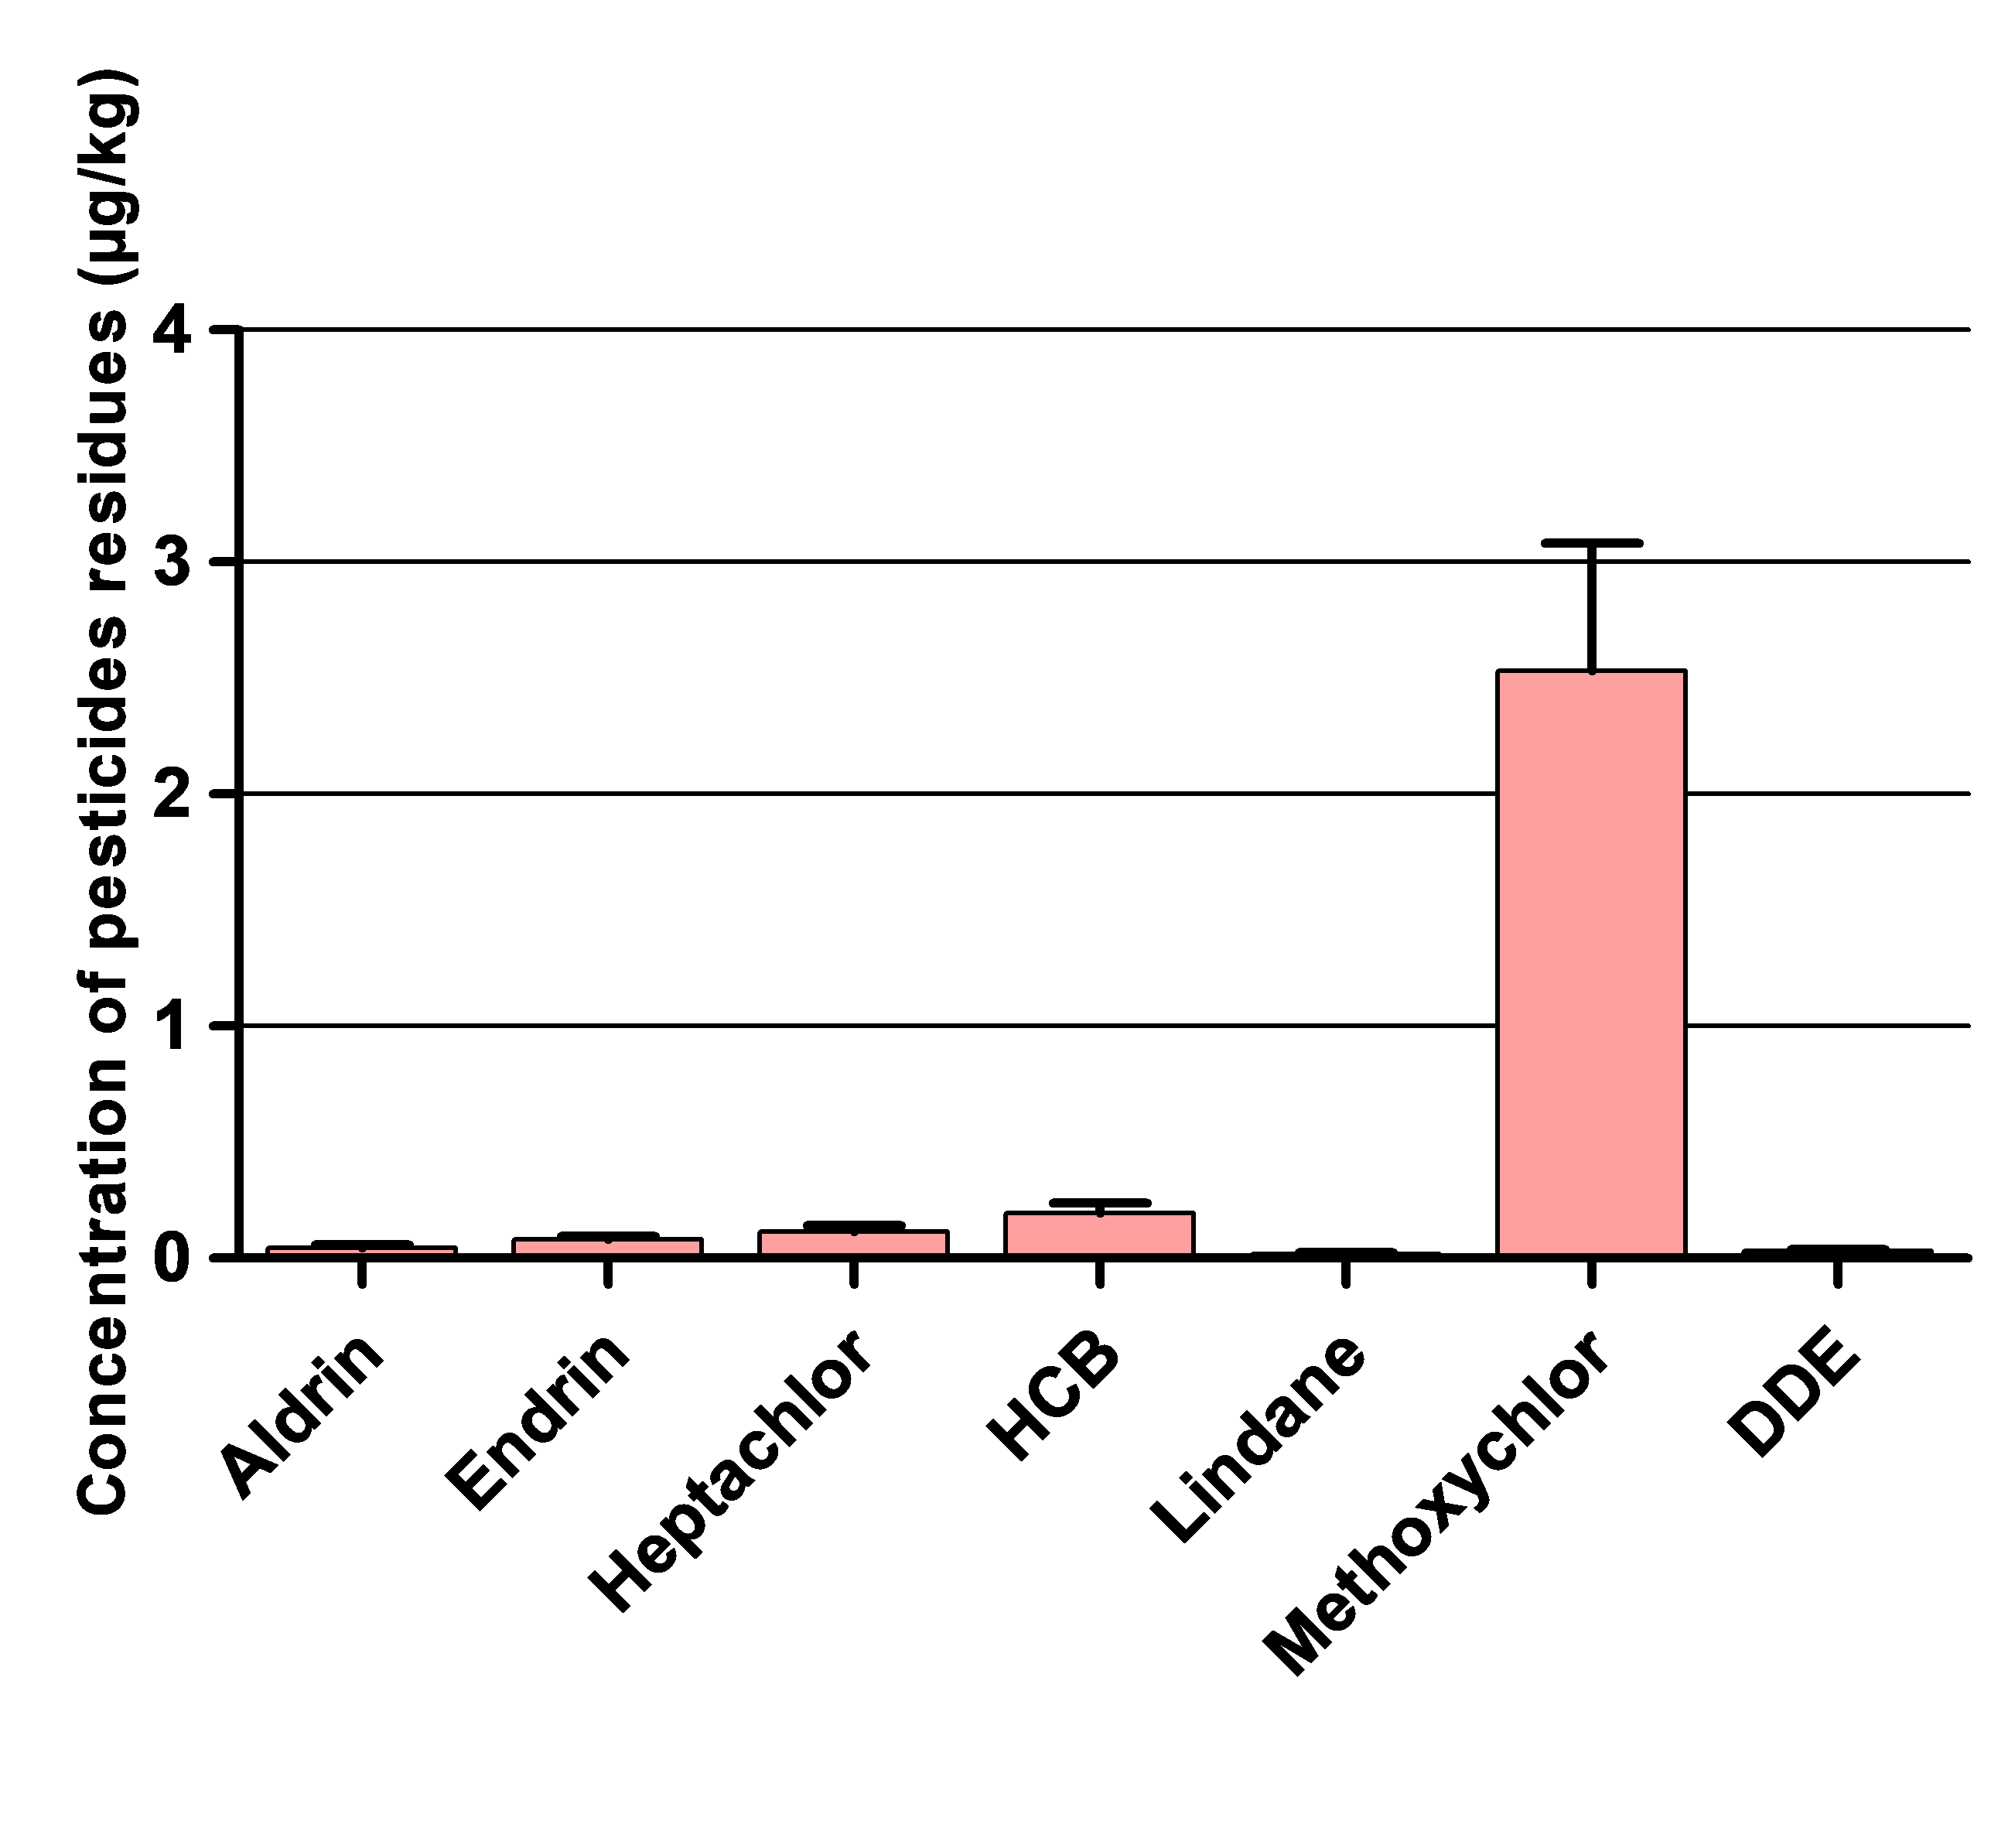 Concentration of pesticides residues (µg/kg)
4
3
2
1
0
Aldrin
Endrin
Heptachlor
HCB
Lindane
Methoxychlor
DDE